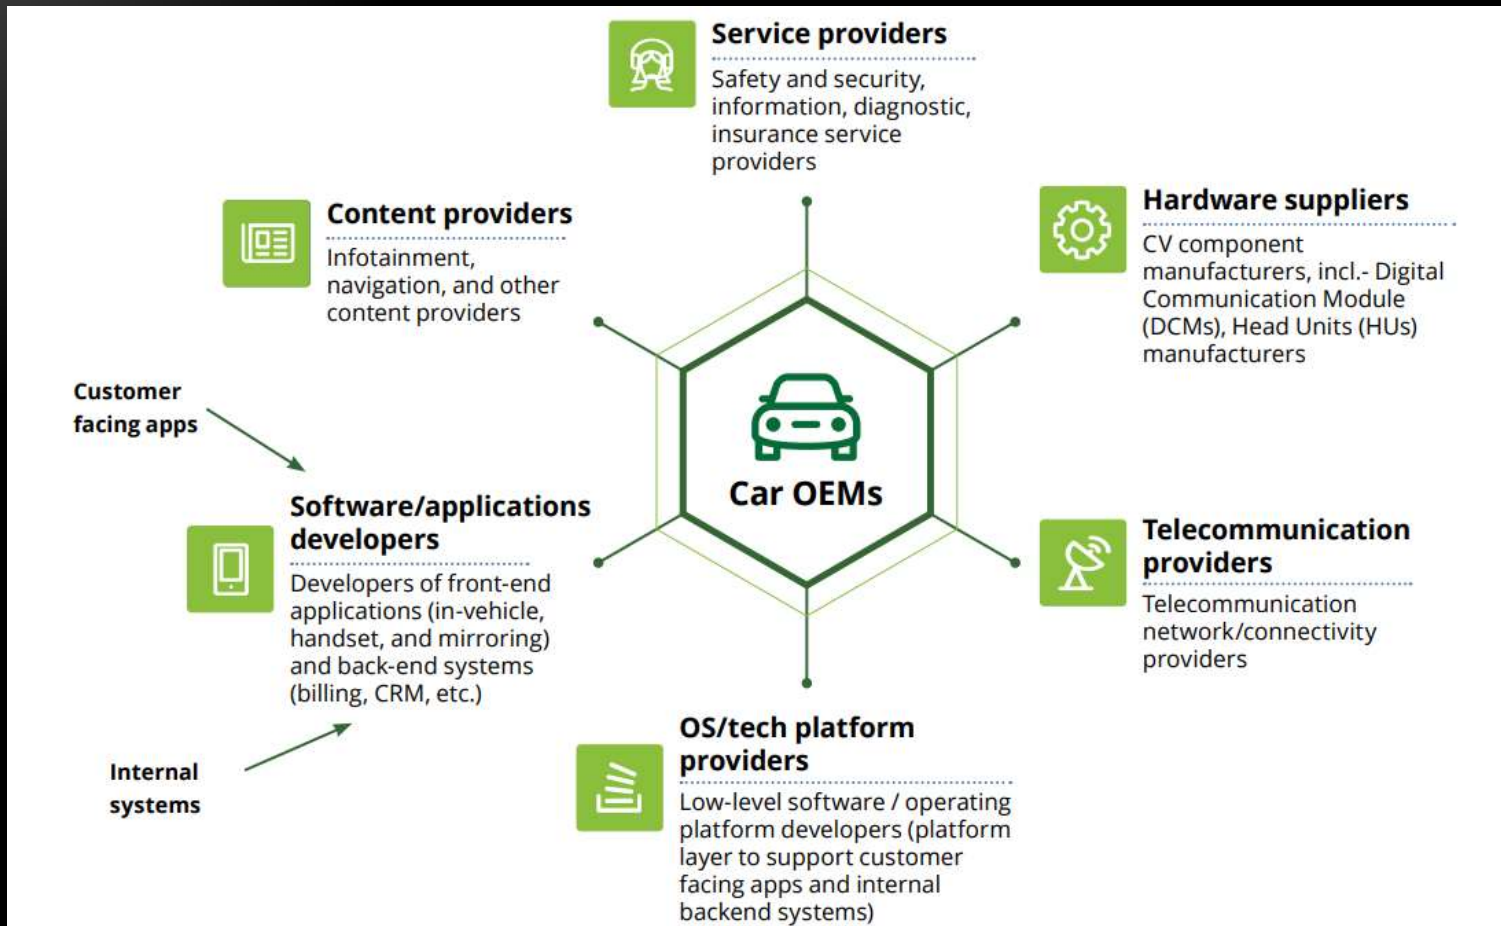 Service providers
Safety and security,
information, diagnostic,
insurance service
providers
Content providers
Infotainment,
navigation, and other
content providers
Hardware suppliers
CV component
manufacturers, incl.- Digital
Communication Module
(DCMs), Head Units (HUs)
manufacturers
Customer
facing apps
Car OEMs
Software/applications
developers
Developers of front-end
applications (in-vehicle,
handset, and mirroring)
and back-end systems
(billing, CRM, etc.)
Telecommunication
providers
Telecommunication
network/connectivity
providers
Internal
systems
OS/tech platform
providers
Low-level software / operating
platform developers (platform
layer to support customer
facing apps and internal
backend systems)